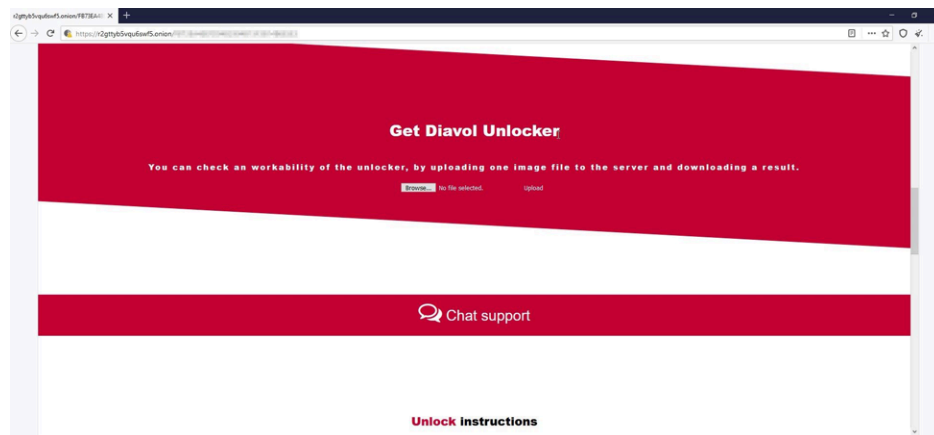 r2gttyb5vqu6swf5.onion/F873EA4
https://r2gttyb5vqu6swf5.onion/
Get Diavol Unlocker
You can check an workability of the unlocker, by uploading one image file to the server and downloading a result.
Browse... No file selected. Upload
Chat support
Unlock instructions